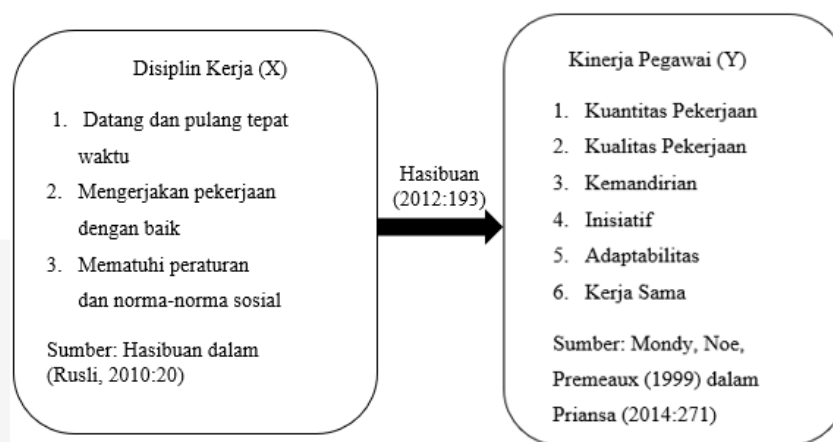 Disiplin Kerja (X)
1. Datang dan pulang tepat
waktu
2. Mengerjakan pekerjaan
dengan baik
3. Mematuhi peraturan
dan norma-norma sosial
Sumber: Hasibuan dalam
(Rusli, 2010:20)
Hasibuan
(2012:193)
Kinerja Pegawai (Y)
1. Kuantitas Pekerjaan
2. Kualitas Pekerjaan
3. Kemandirian
4. Inisiatif
5. Adaptabilitas
6. Kerja Sama
Sumber: Mondy, Noe,
Premeaux (1999) dalam
Priansa (2014:271)